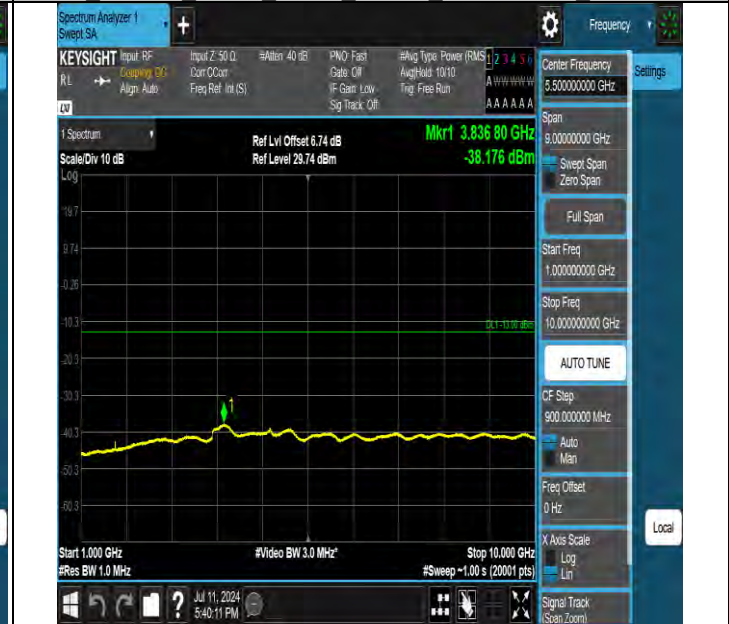 Spectrum Analyzer 1
Swept SA
+
Frequency
KEYSIGHT
Input: RF
Coupling: DC
Align: Auto
RL
LXI
Input Z: 50 Ω
Corr CCorr
Freq Ref: Int (S)
#Atten: 40 dB
PNO: Fast
Gate: Off
IF Gain: Low
Sig Track: Off
#Avg Type: Power (RMS
Avg|Hold: 10/10
Trig: Free Run
1 2 3 4 5 6
A W W W W W
A A A A A A
1 Spectrum
Scale/Div 10 dB
Log
Ref Lvl Offset 6.74 dB
Ref Level 29.74 dBm
Mkr1 3.836 80 GHz
-38.176 dBm
19.7
9.74
-0.26
-10.3
-20.3
-30.3
-40.3
-50.3
-60.3
1
Start 1.000 GHz
#Res BW 1.0 MHz
#Video BW 3.0 MHz*
Stop 10.000 GHz
#Sweep ~1.00 s (20001 pts)
?
Jul 11, 2024
5:40:11 PM
Center Frequency
5.500000000 GHz
Settings
Span
9.00000000 GHz
Swept Span
Zero Span
Full Span
Start Freq
1.000000000 GHz
Stop Freq
10.000000000 GHz
AUTO TUNE
CF Step
900.000000 MHz
Auto
Man
Freq Offset
0 Hz
X Axis Scale
Log
Lin
Local
Signal Track
(Span Zoom)